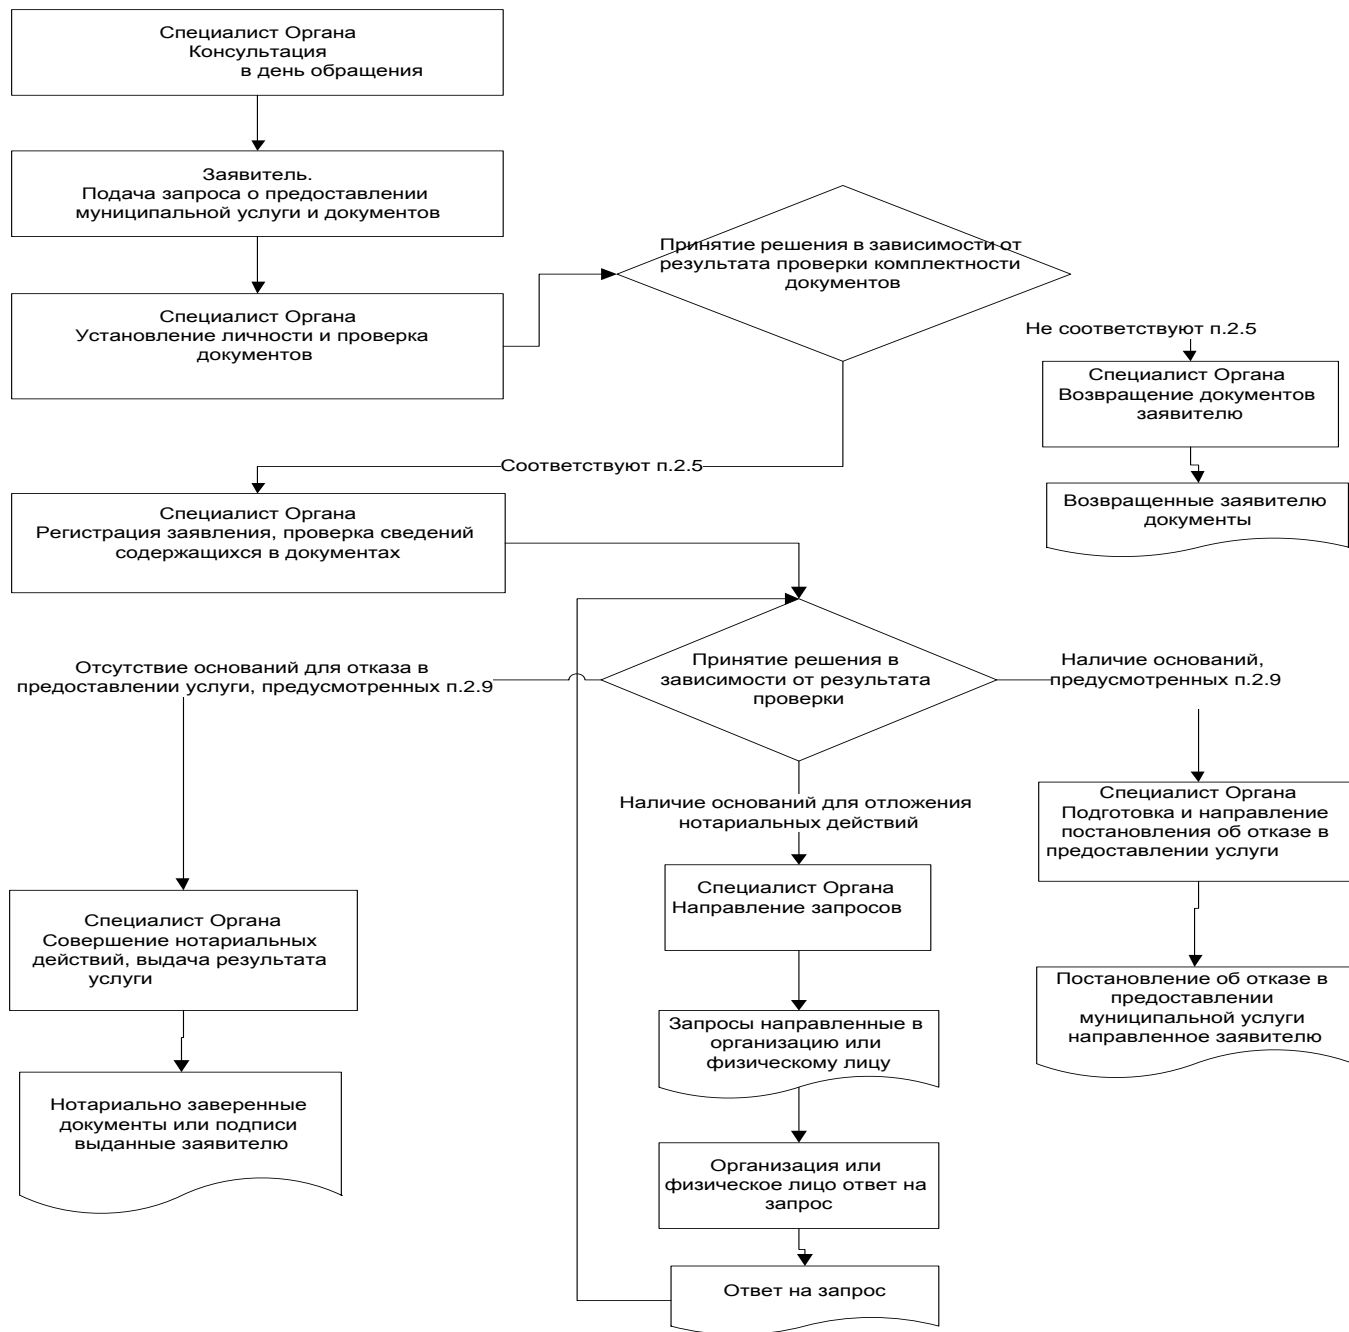 Специалист Органа
Консультация
в день обращения
Заявитель.
Подача запроса о предоставлении
муниципальной услуги и документов
Принятие решения в зависимости от
результата проверки комплектности
документов
Специалист Органа
Установление личности и проверка
документов
Не соответствуют п.2.5
Специалист Органа
Возвращение документов
заявителю
Соответствуют п.2.5
Возвращенные заявителю
документы
Специалист Органа
Регистрация заявления, проверка сведений
содержащихся в документах
Отсутствие оснований для отказа в
предоставлении услуги, предусмотренных п.2.9
Принятие решения в
зависимости от результата
проверки
Наличие оснований,
предусмотренных п.2.9
Наличие оснований для отложения
нотариальных действий
Специалист Органа
Подготовка и направление
постановления об отказе в
предоставлении услуги
Специалист Органа
Направление запросов
Специалист Органа
Совершение нотариальных
действий, выдача результата
услуги
Постановление об отказе в
предоставлении
муниципальной услуги
направленное заявителю
Запросы направленные в
организацию или
физическому лицу
Нотариально заверенные
документы или подписи
выданные заявителю
Организация или
физическое лицо ответ на
запрос
Ответ на запрос